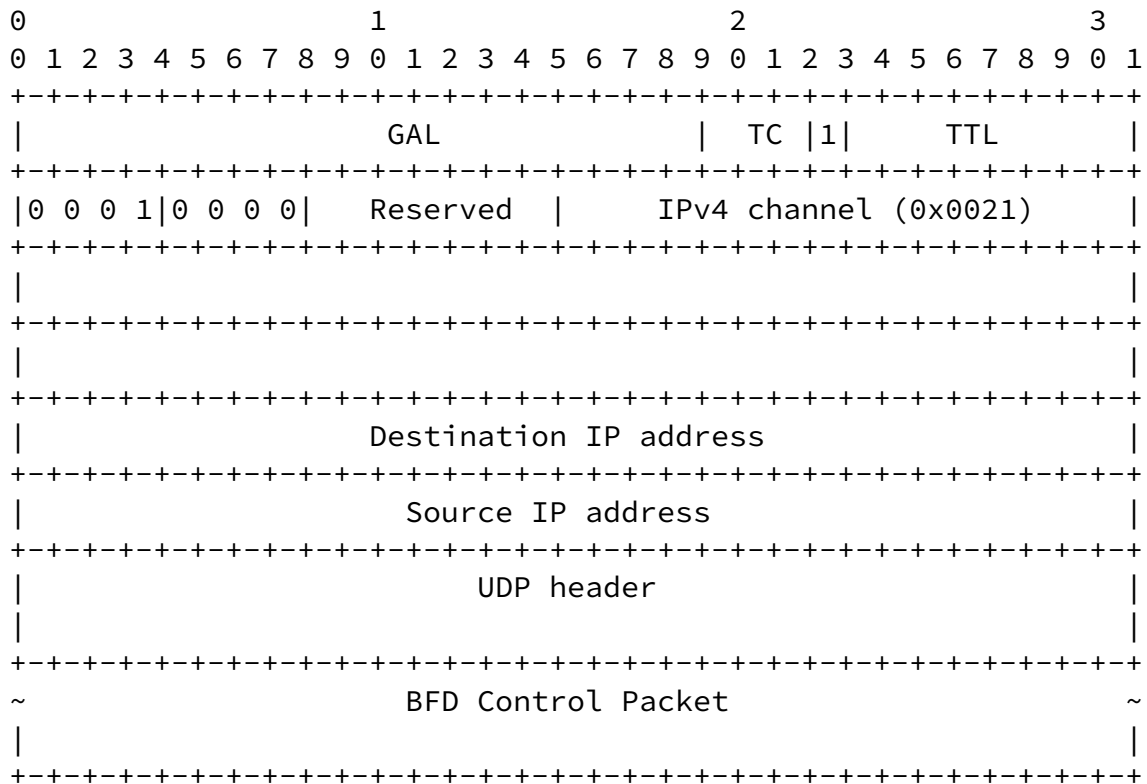 0                   1                   2                   3
0 1 2 3 4 5 6 7 8 9 0 1 2 3 4 5 6 7 8 9 0 1 2 3 4 5 6 7 8 9 0 1
+-+-+-+-+-+-+-+-+-+-+-+-+-+-+-+-+-+-+-+-+-+-+-+-+-+-+-+-+-+-+-+
|                    GAL              |  TC |1|     TTL       |
+-+-+-+-+-+-+-+-+-+-+-+-+-+-+-+-+-+-+-+-+-+-+-+-+-+-+-+-+-+-+-+
|0 0 0 1|0 0 0 0|   Reserved  |     IPv4 channel (0x0021)     |
+-+-+-+-+-+-+-+-+-+-+-+-+-+-+-+-+-+-+-+-+-+-+-+-+-+-+-+-+-+-+-+
|                                                             |
+-+-+-+-+-+-+-+-+-+-+-+-+-+-+-+-+-+-+-+-+-+-+-+-+-+-+-+-+-+-+-+
|                                                             |
+-+-+-+-+-+-+-+-+-+-+-+-+-+-+-+-+-+-+-+-+-+-+-+-+-+-+-+-+-+-+-+
|                   Destination IP address                    |
+-+-+-+-+-+-+-+-+-+-+-+-+-+-+-+-+-+-+-+-+-+-+-+-+-+-+-+-+-+-+-+
|                     Source IP address                       |
+-+-+-+-+-+-+-+-+-+-+-+-+-+-+-+-+-+-+-+-+-+-+-+-+-+-+-+-+-+-+-+
|                         UDP header                          |
|                                                             |
+-+-+-+-+-+-+-+-+-+-+-+-+-+-+-+-+-+-+-+-+-+-+-+-+-+-+-+-+-+-+-+
~                     BFD Control Packet                      ~
|                                                             |
+-+-+-+-+-+-+-+-+-+-+-+-+-+-+-+-+-+-+-+-+-+-+-+-+-+-+-+-+-+-+-+